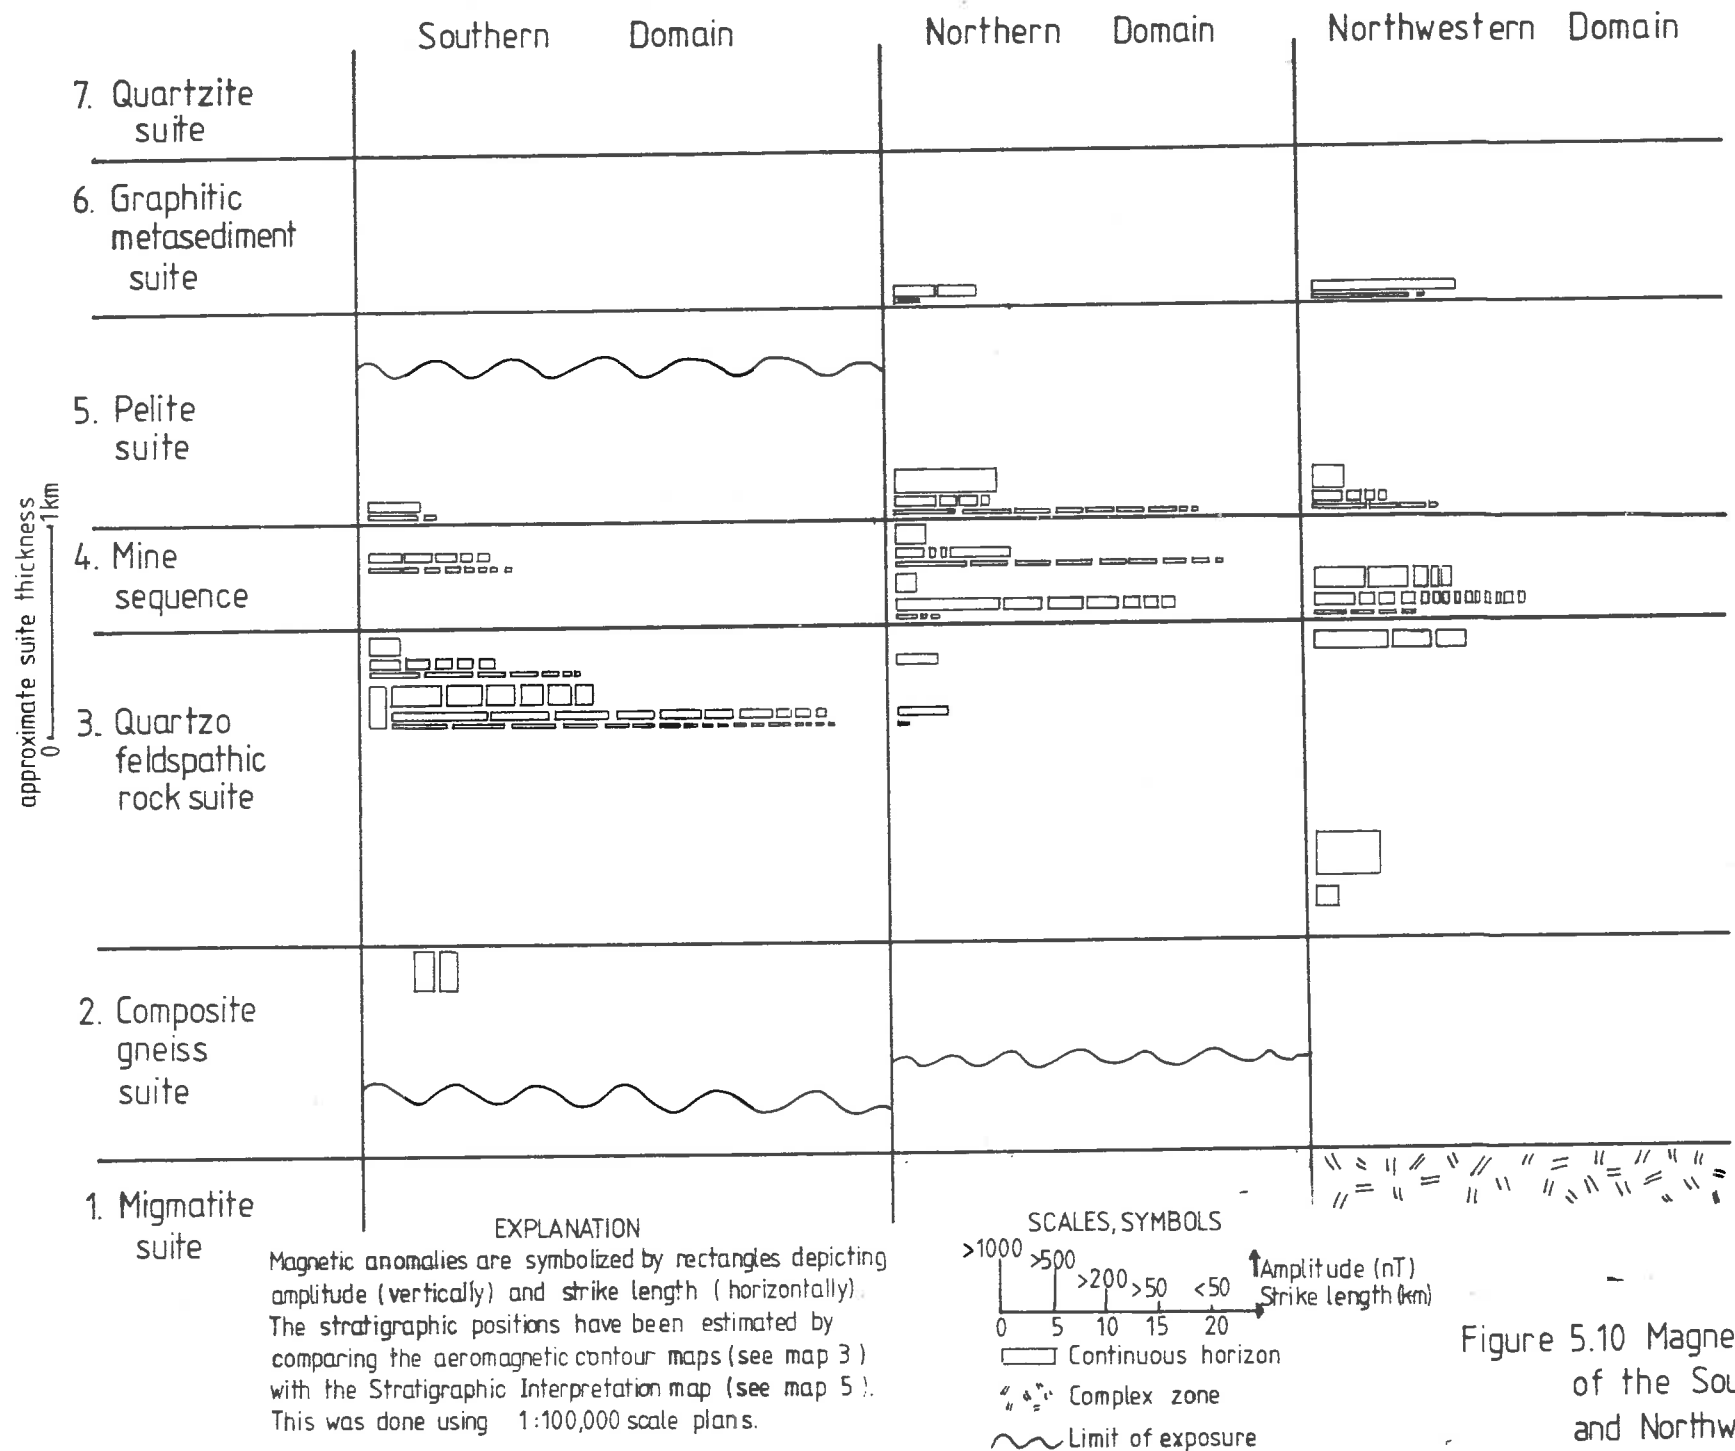 Southern Domain
Northern Domain
Northwestern Domain
7. Quartzite
suite
6. Graphitic
metasediment
suite
5. Pelite
suite
4. Mine
sequence
3. Quartzo
feldspathic
rock suite
2. Composite
gneiss
suite
1. Migmatite
suite
approximate suite thickness
0 1km
EXPLANATION
Magnetic anomalies are symbolized by rectangles depicting
amplitude (vertically) and strike length (horizontally).
The stratigraphic positions have been estimated by
comparing the aeromagnetic contour maps (see map 3)
with the Stratigraphic Interpretation map (see map 5).
This was done using 1:100,000 scale plans.
SCALES, SYMBOLS
>1000 >500 >200 >50 <50
Amplitude (nT)
Strike length (km)
0 5 10 15 20
Continuous horizon
Complex zone
Limit of exposure
Figure 5.10 Magne
of the Sou
and Northw